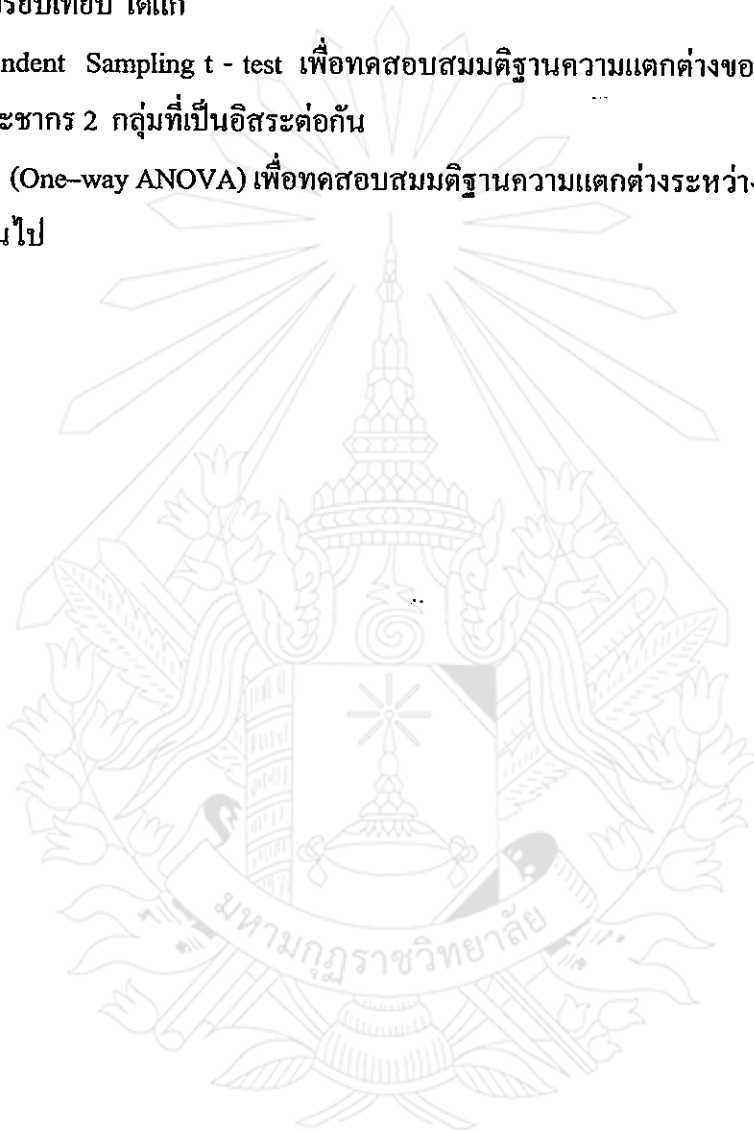 ndent Sampling t - test เพื่อทดสอบสมมติฐานความแตกต่างขอ
ะชากร 2 กลุ่มที่เป็นอิสระต่อกัน
(One–way ANOVA) เพื่อทดสอบสมมติฐานความแตกต่างระหว่าง
นไป
มหามกุฏราชวิทยาลัย